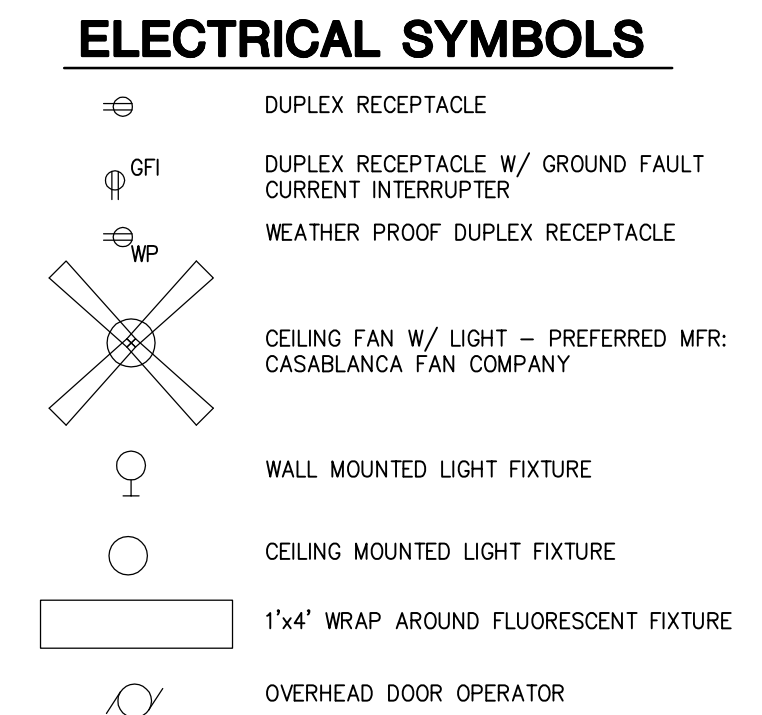 ELECTRICAL SYMBOLS
DUPLEX RECEPTACLE
GFI
DUPLEX RECEPTACLE W/ GROUND FAULT
CURRENT INTERRUPTER
WP
WEATHER PROOF DUPLEX RECEPTACLE
CEILING FAN W/ LIGHT – PREFERRED MFR:
CASABLANCA FAN COMPANY
WALL MOUNTED LIGHT FIXTURE
CEILING MOUNTED LIGHT FIXTURE
1'x4' WRAP AROUND FLUORESCENT FIXTURE
OVERHEAD DOOR OPERATOR